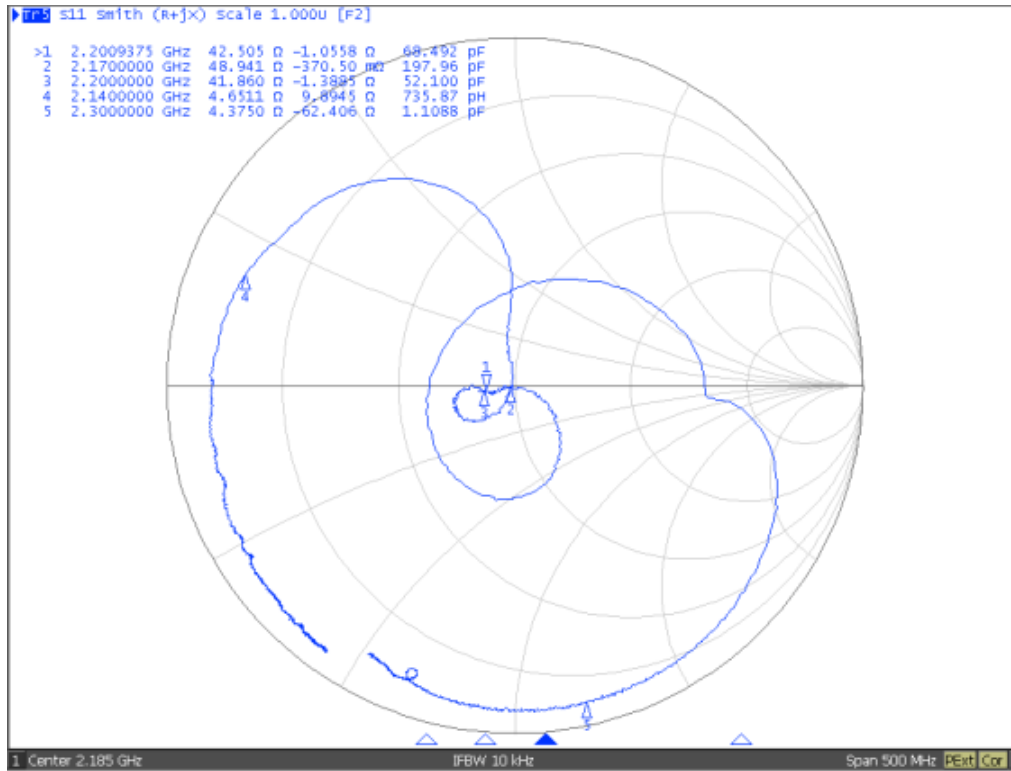 Tr5 S11 Smith (R+jX) Scale 1.000U [F2]
>1 2.2009375 GHz 42.505 Ω -1.0558 Ω 68.492 pF
2 2.1700000 GHz 48.941 Ω -370.50 mΩ 197.96 pF
3 2.2000000 GHz 41.860 Ω -1.3885 Ω 52.100 pF
4 2.1400000 GHz 4.6511 Ω 9.8945 Ω 735.87 pH
5 2.3000000 GHz 4.3750 Ω -62.406 Ω 1.1088 pF
4
1
3
2
5
1 Center 2.185 GHz IFBW 10 kHz Span 500 MHz PExt Cor